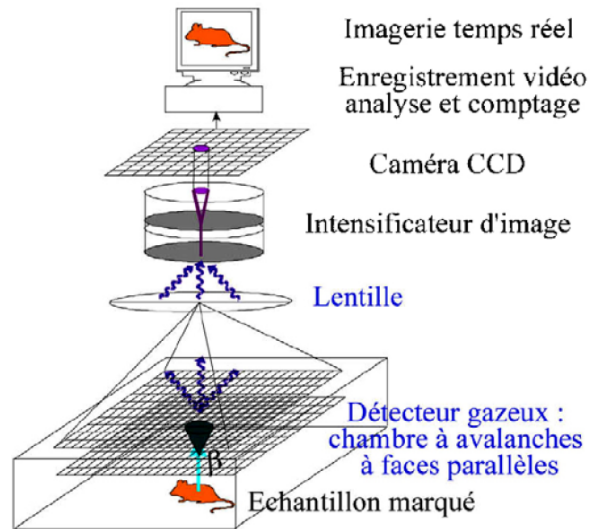 Imagerie temps réel
Enregistrement vidéo
analyse et comptage
Caméra CCD
Intensificateur d'image
Lentille
Détecteur gazeux :
chambre à avalanches
à faces parallèles
β
Echantillon marqué